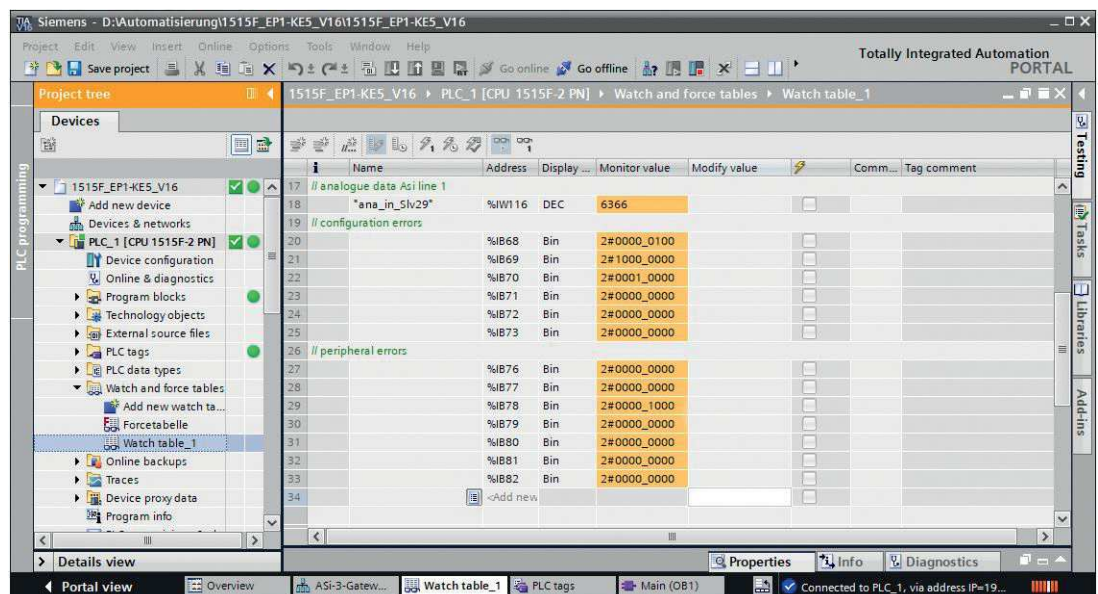 Siemens - D:\Automatisierung\1515F_EP1-KE5_V16\1515F_EP1-KE5_V16
Project Edit View Insert Online Options Tools Window Help
Totally Integrated Automation
PORTAL
Save project Go online Go offline
Project tree
1515F_EP1-KE5_V16 PLC_1 [CPU 1515F-2 PN] Watch and force tables Watch table_1
Devices
PLC programming
1515F_EP1-KE5_V16
Add new device
Devices & networks
PLC_1 [CPU 1515F-2 PN]
Device configuration
Online & diagnostics
Program blocks
Technology objects
External source files
PLC tags
PLC data types
Watch and force tables
Add new watch ta...
Forcetabelle
Watch table_1
Online backups
Traces
Device proxy data
Program info
i Name Address Display ... Monitor value Modify value Comm... Tag comment
17 // analogue data Asi line 1
18 "ana_in_Slv29" %IW116 DEC 6366
19 // configuration errors
20 %IB68 Bin 2#0000_0100
21 %IB69 Bin 2#1000_0000
22 %IB70 Bin 2#0001_0000
23 %IB71 Bin 2#0000_0000
24 %IB72 Bin 2#0000_0000
25 %IB73 Bin 2#0000_0000
26 // peripheral errors
27 %IB76 Bin 2#0000_0000
28 %IB77 Bin 2#0000_0000
29 %IB78 Bin 2#0000_1000
30 %IB79 Bin 2#0000_0000
31 %IB80 Bin 2#0000_0000
32 %IB81 Bin 2#0000_0000
33 %IB82 Bin 2#0000_0000
34 <Add new
Testing
Tasks
Libraries
Add-ins
Properties Info Diagnostics
Details view
Portal view Overview ASi-3-Gatew... Watch table_1 PLC tags Main (OB1) Connected to PLC_1, via address IP=19...